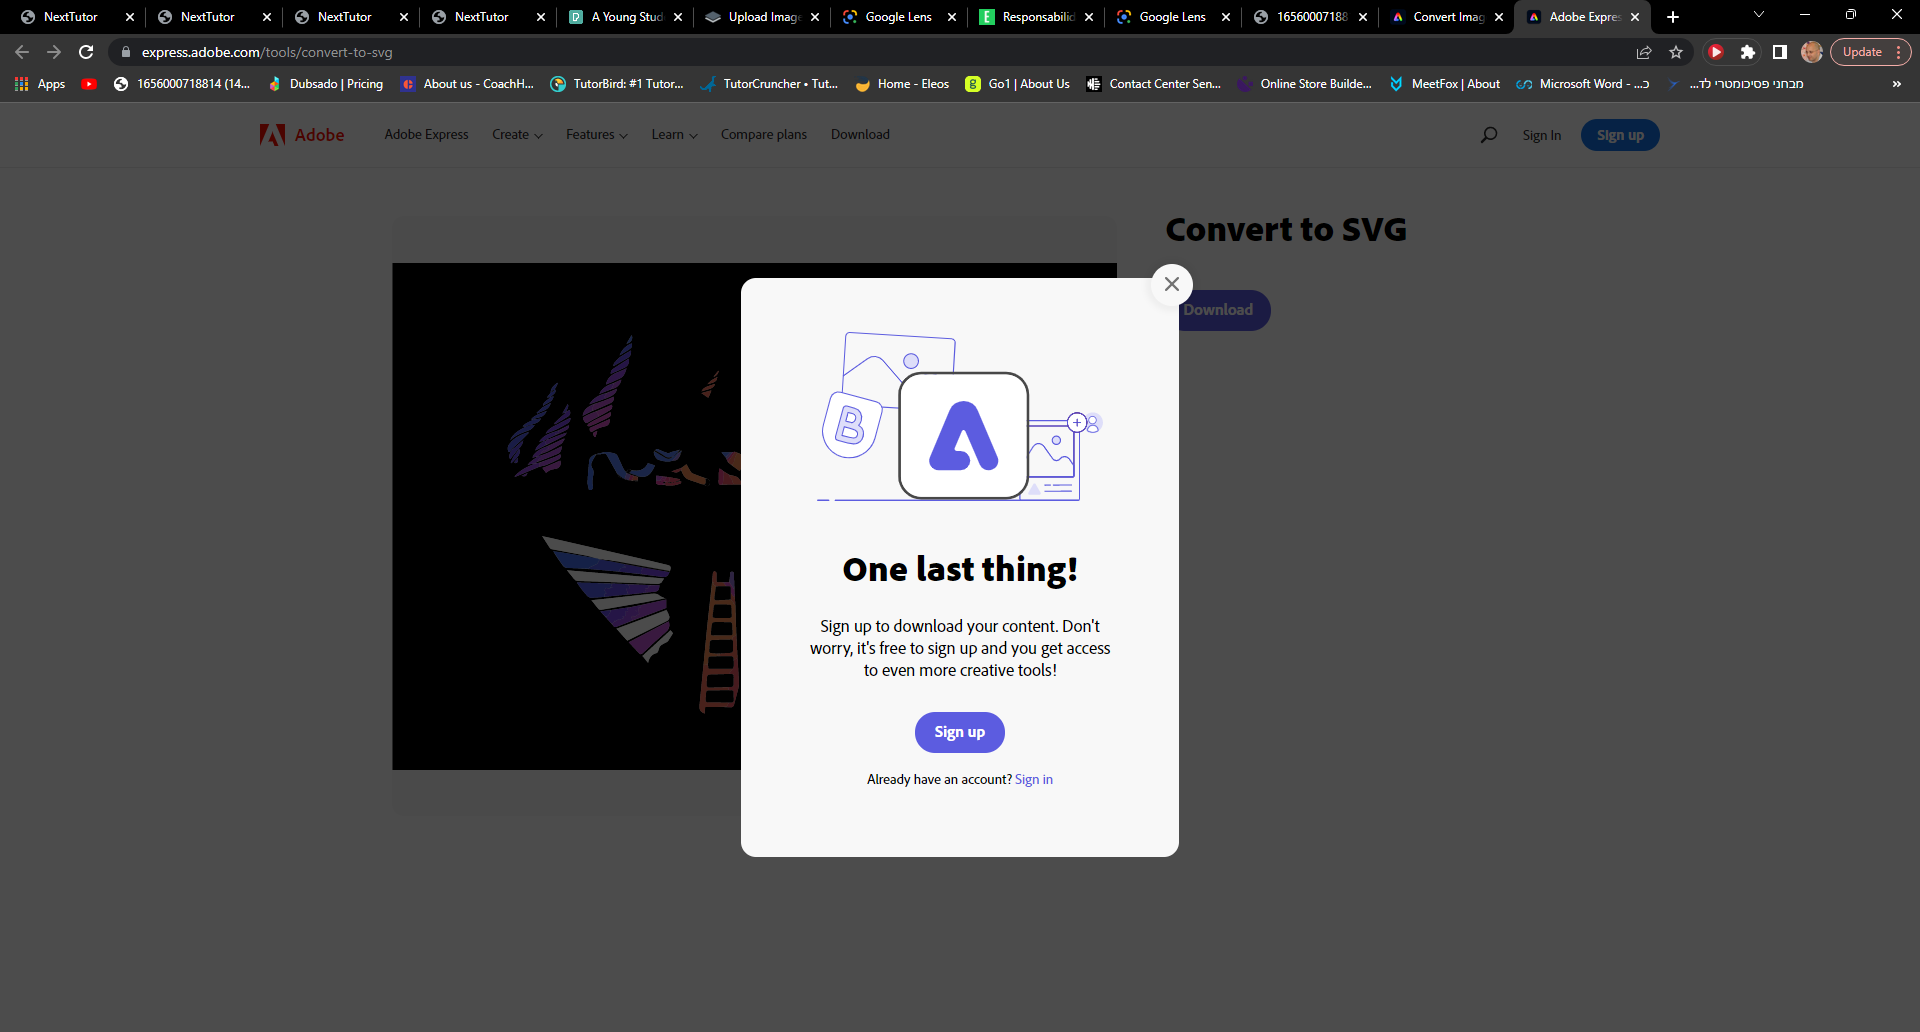 NextTutor
NextTutor
NextTutor
NextTutor
A Young Stud
Upload Image
Google Lens
Responsabilid
Google Lens
16560007188
Convert Imag
Adobe Expres
express.adobe.com/tools/convert-to-svg
Update
Apps
1656000718814 (14...
Dubsado | Pricing
About us - CoachH...
TutorBird: #1 Tutor...
TutorCruncher • Tut...
Home - Eleos
Go1 | About Us
Contact Center Sen...
Online Store Builde...
MeetFox | About
Microsoft Word - ...כ
מבחני פסיכומטרי לד...
»
Adobe
Adobe Express
Create
Features
Learn
Compare plans
Download
Sign In
Sign up
Convert to SVG
Download
B
One last thing!
Sign up to download your content. Don't
worry, it's free to sign up and you get access
to even more creative tools!
Sign up
Already have an account? Sign in